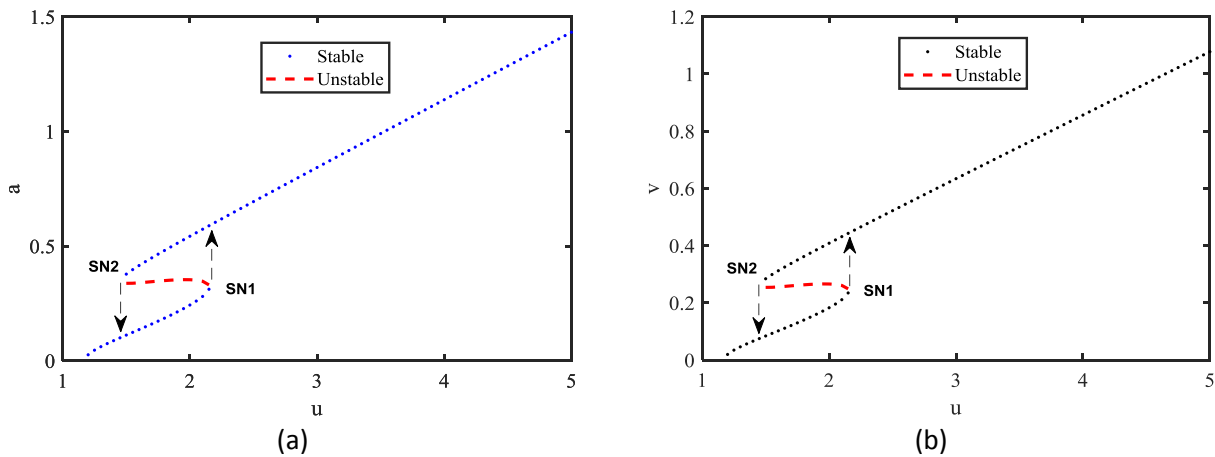 1.5
1
0.5
0
a
Stable
Unstable
SN2
SN1
1 2 3 4 5
u
(a)
1.2
1
0.8
0.6
0.4
0.2
0
v
Stable
Unstable
SN2
SN1
1 2 3 4 5
u
(b)